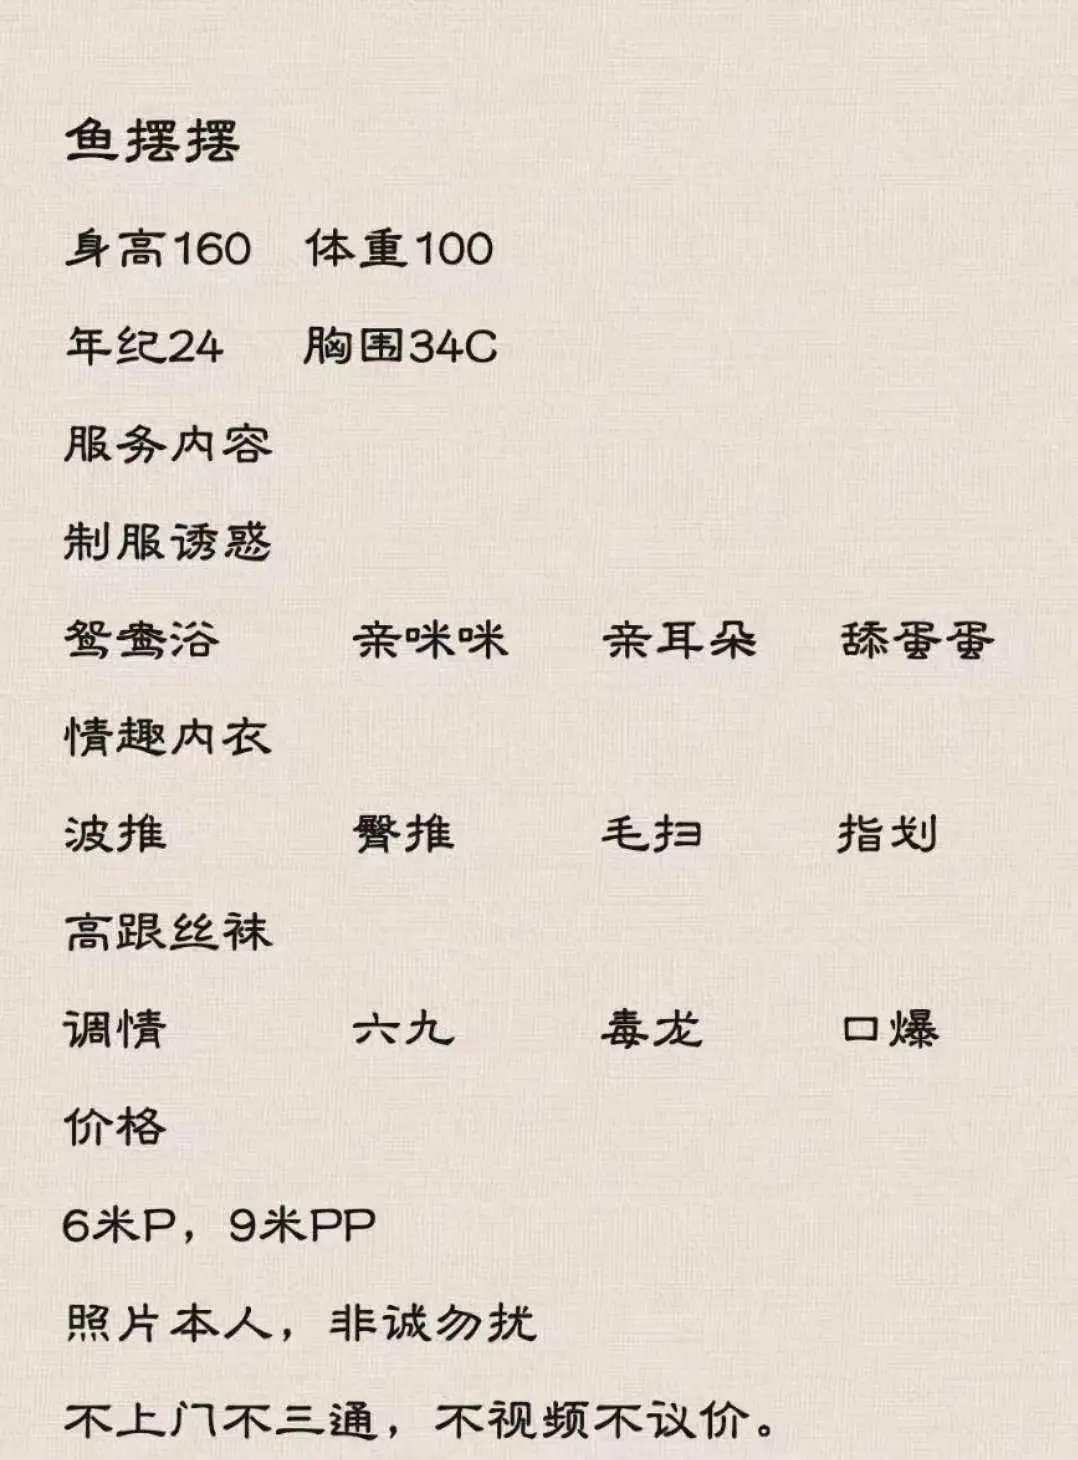 鱼摆摆
身高160 体重100
年纪24 胸围34C
服务内容
制服诱惑
鸳鸯浴 亲咪咪 亲耳朵 舔蛋蛋
情趣内衣
波推 臀推 毛扫 指划
高跟丝袜
调情 六九 毒龙 口爆
价格
6米P，9米PP
照片本人，非诚勿扰
不上门不三通，不视频不议价。